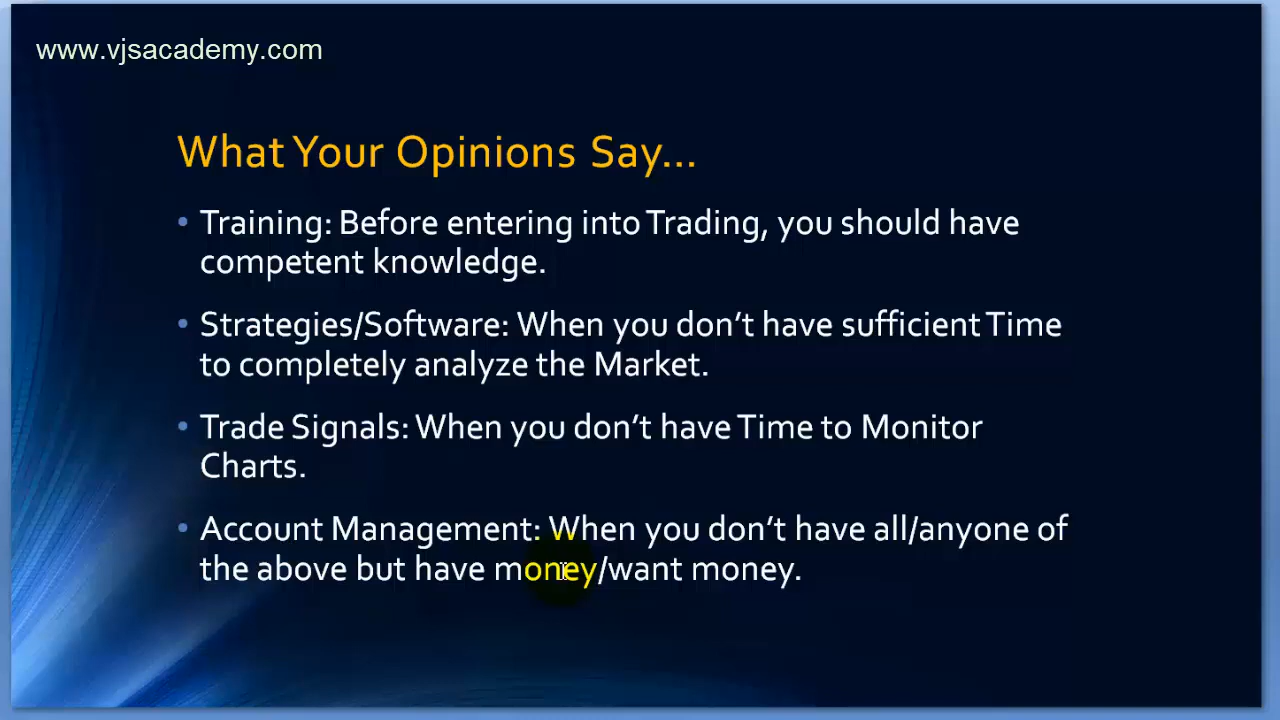 www.vjsacademy.com
What Your Opinions Say...
• Training: Before entering into Trading, you should have
competent knowledge.
• Strategies/Software: When you don't have sufficient Time
to completely analyze the Market.
• Trade Signals: When you don't have Time to Monitor
Charts.
• Account Management: When you don't have all/anyone of
the above but have money/want money.